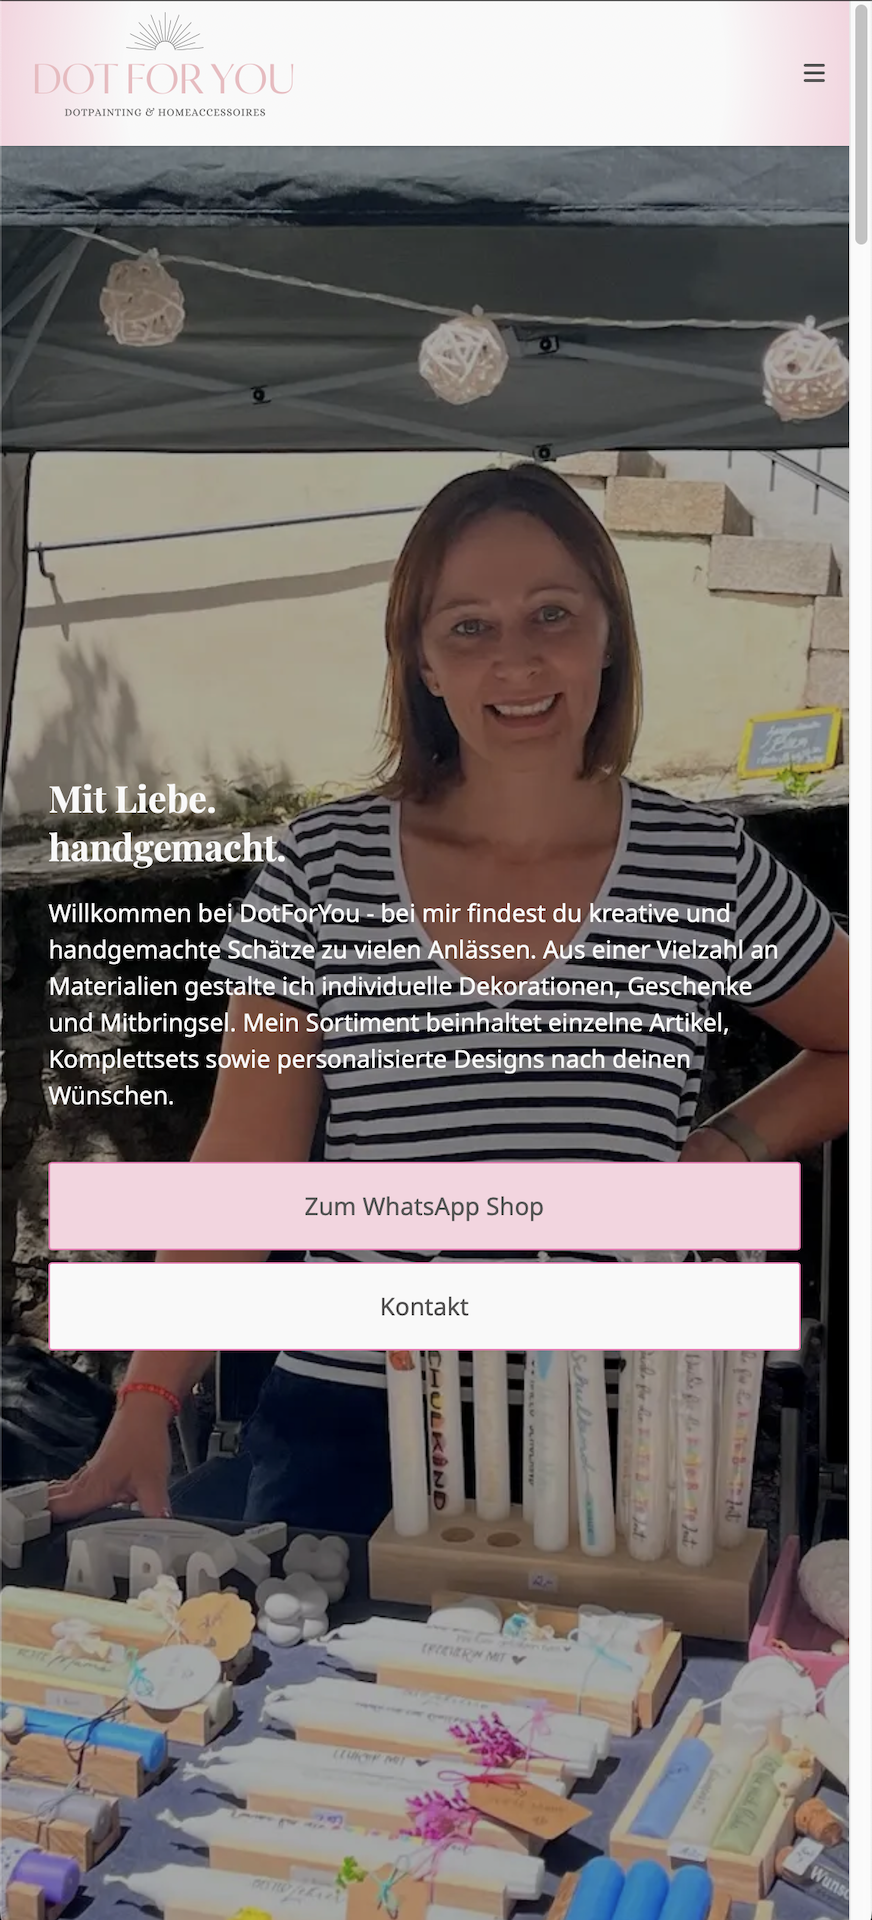 DOT FOR YOU
DOTPAINTING & HOMEACCESSOIRES
Mit Liebe.
handgemacht.
Willkommen bei DotForYou - bei mir findest du kreative und
handgemachte Schätze zu vielen Anlässen. Aus einer Vielzahl an
Materialien gestalte ich individuelle Dekorationen, Geschenke
und Mitbringsel. Mein Sortiment beinhaltet einzelne Artikel,
Komplettsets sowie personalisierte Designs nach deinen
Wünschen.
Zum WhatsApp Shop
Kontakt
ABC